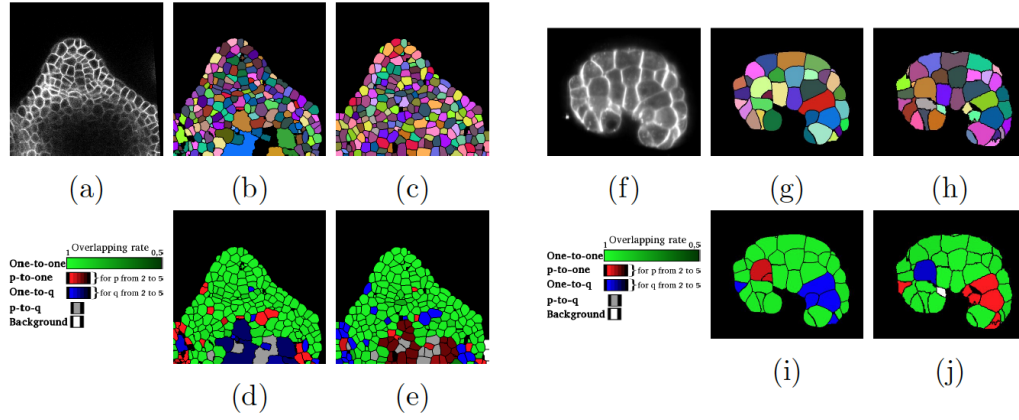 (a)
(b)
(c)
(f)
(g)
(h)
Overlapping rate
1
0,5
One-to-one
p-to-one
} for p from 2 to 5
One-to-q
} for q from 2 to 5
p-to-q
Background
Overlapping rate
1
0,5
One-to-one
p-to-one
} for p from 2 to 5
One-to-q
} for q from 2 to 5
p-to-q
Background
(d)
(e)
(i)
(j)